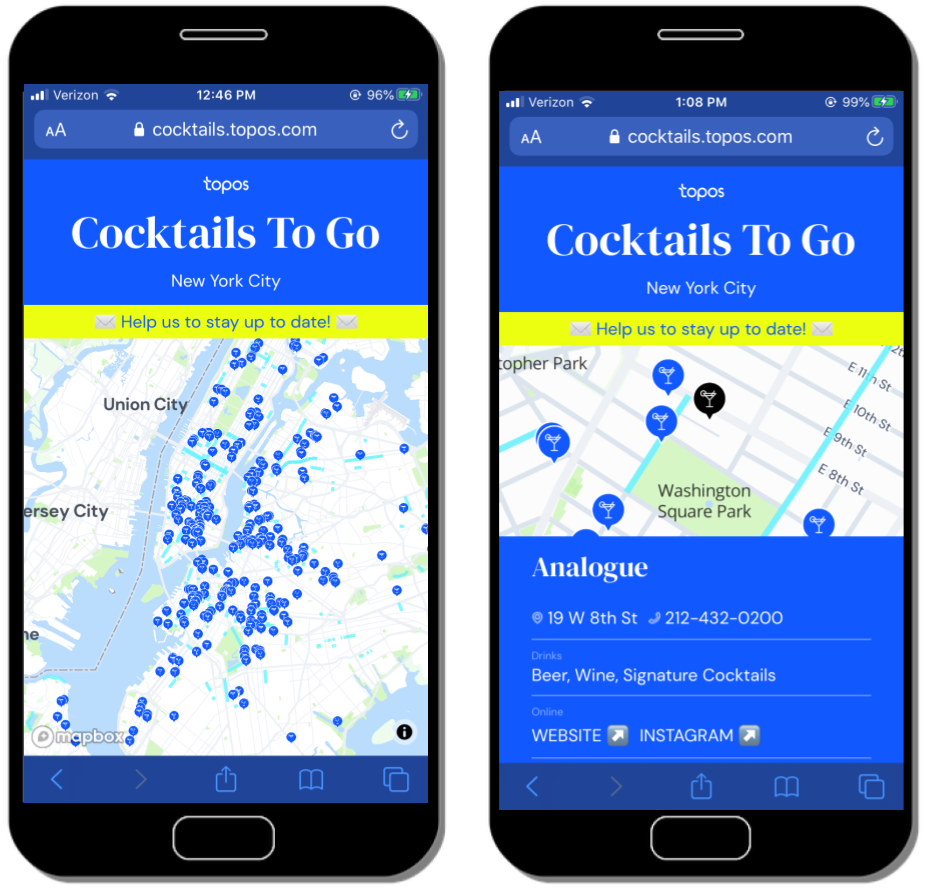 Verizon 12:46 PM 96%
AA cocktails.topos.com
topos
Cocktails To Go
New York City
Help us to stay up to date!
Union City
ersey City
ne
mapbox
i
Verizon 1:08 PM 99%
AA cocktails.topos.com
topos
Cocktails To Go
New York City
Help us to stay up to date!
topher Park
E 11th St
E 10th St
E 9th St
E 8th St
Washington
Square Park
Analogue
19 W 8th St 212-432-0200
Drinks
Beer, Wine, Signature Cocktails
Online
WEBSITE INSTAGRAM